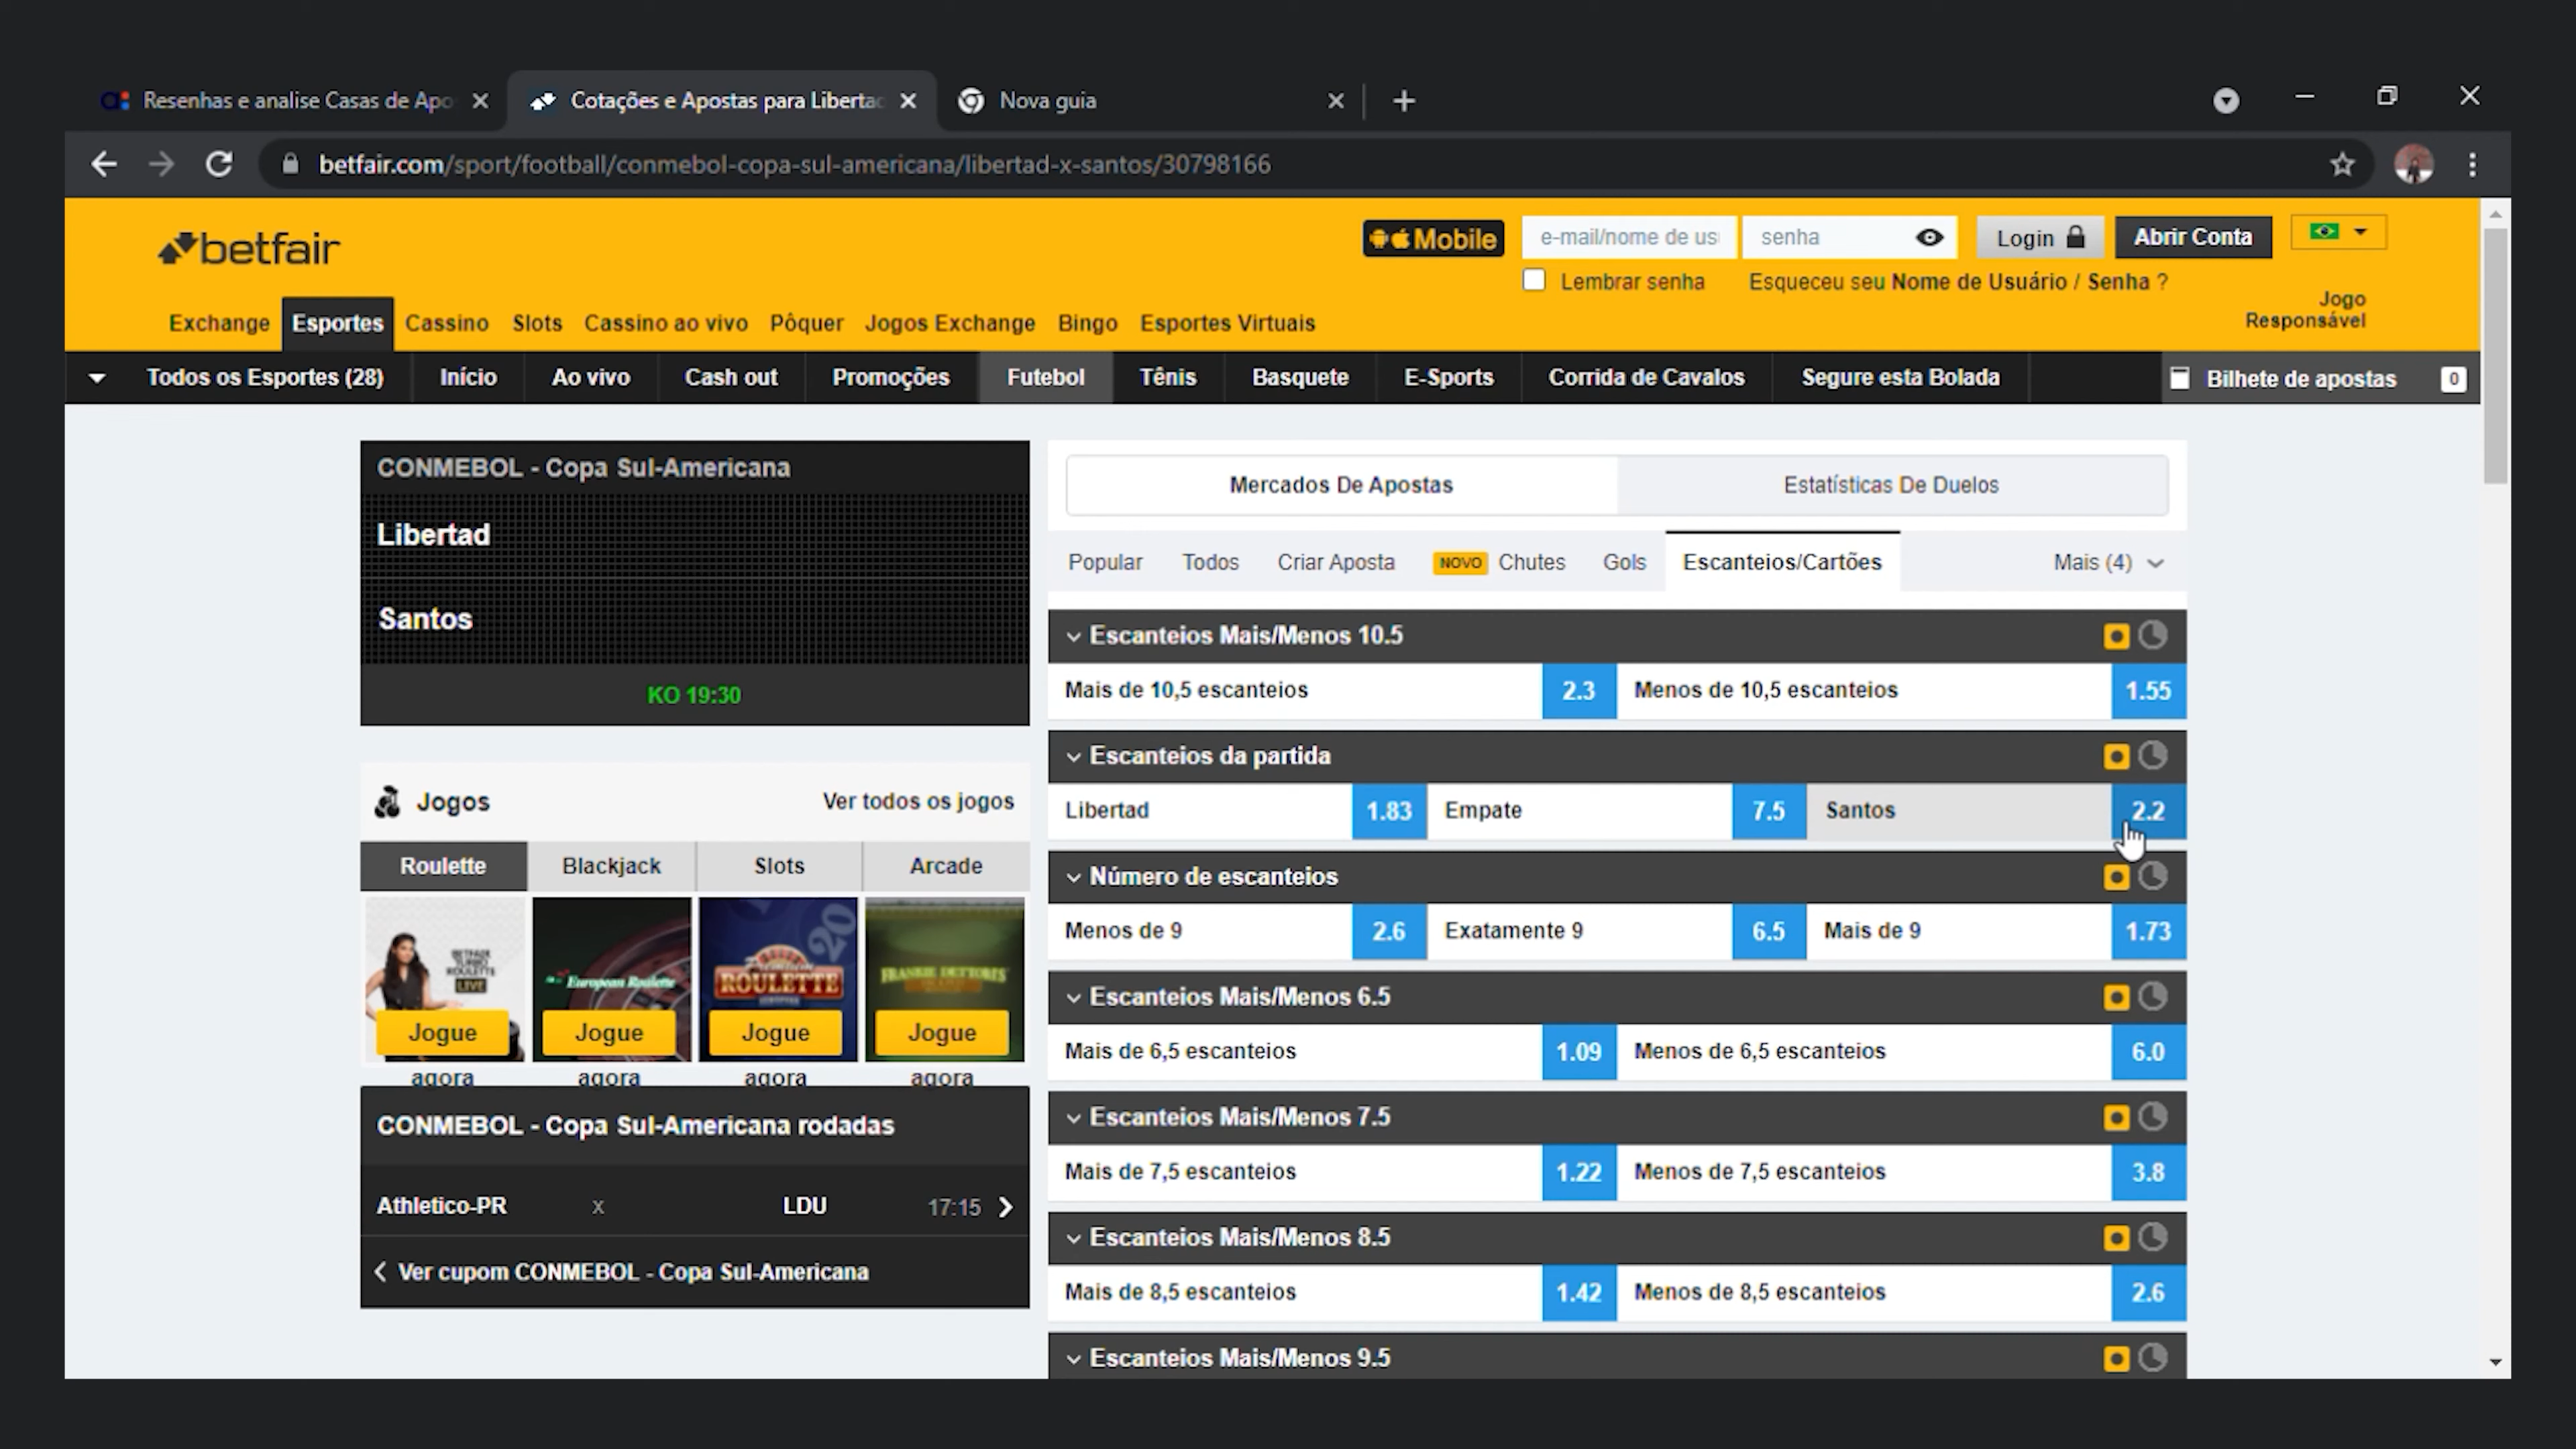 Resenhas e analise Casas de Apo
Cotações e Apostas para Liberta
Nova guia
betfair.com/sport/football/conmebol-copa-sul-americana/libertad-x-santos/30798166
betfair
Mobile
e-mail/nome de us
senha
Login
Abrir Conta
Lembrar senha
Esqueceu seu Nome de Usuário / Senha ?
Jogo
Responsável
Exchange Esportes Cassino Slots Cassino ao vivo Pôquer Jogos Exchange Bingo Esportes Virtuais
Todos os Esportes (28) Início Ao vivo Cash out Promoções Futebol Tênis Basquete E-Sports Corrida de Cavalos Segure esta Bolada Bilhete de apostas 0
CONMEBOL - Copa Sul-Americana
Libertad
Santos
KO 19:30
Jogos Ver todos os jogos
Roulette Blackjack Slots Arcade
BETFAIR
TURBO
ROULETTE
LIVE
European Roulette
20
Premium
ROULETTE
FRANKIE DETTORI'S
Jogue Jogue Jogue Jogue
agora agora agora agora
CONMEBOL - Copa Sul-Americana rodadas
Athletico-PR x LDU 17:15
Ver cupom CONMEBOL - Copa Sul-Americana
Mercados De Apostas Estatísticas De Duelos
Popular Todos Criar Aposta NOVO Chutes Gols Escanteios/Cartões Mais (4)
Escanteios Mais/Menos 10.5
Mais de 10,5 escanteios 2.3 Menos de 10,5 escanteios 1.55
Escanteios da partida
Libertad 1.83 Empate 7.5 Santos 2.2
Número de escanteios
Menos de 9 2.6 Exatamente 9 6.5 Mais de 9 1.73
Escanteios Mais/Menos 6.5
Mais de 6,5 escanteios 1.09 Menos de 6,5 escanteios 6.0
Escanteios Mais/Menos 7.5
Mais de 7,5 escanteios 1.22 Menos de 7,5 escanteios 3.8
Escanteios Mais/Menos 8.5
Mais de 8,5 escanteios 1.42 Menos de 8,5 escanteios 2.6
Escanteios Mais/Menos 9.5